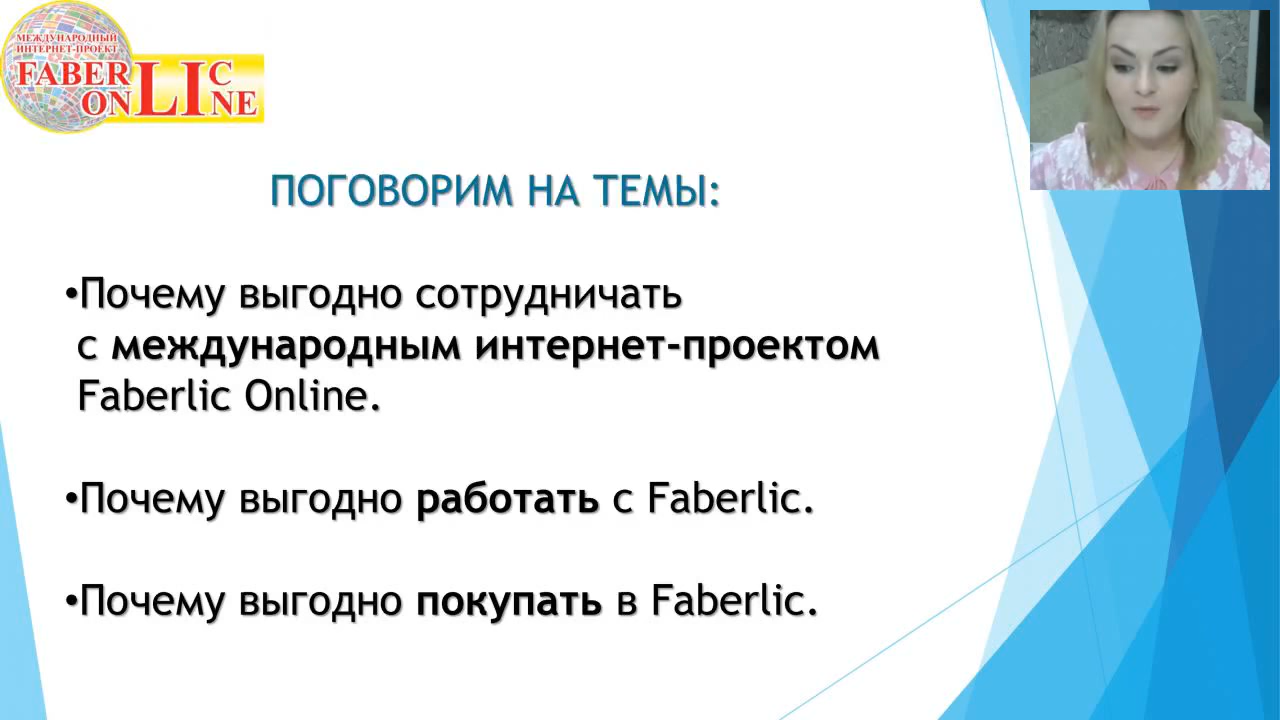 МЕЖДУНАРОДНЫЙ
ИНТЕРНЕТ-ПРОЕКТ
FABERLIC
ONLINE
ПОГОВОРИМ НА ТЕМЫ:
•Почему выгодно сотрудничать
с международным интернет-проектом
Faberlic Online.
•Почему выгодно работать с Faberlic.
•Почему выгодно покупать в Faberlic.